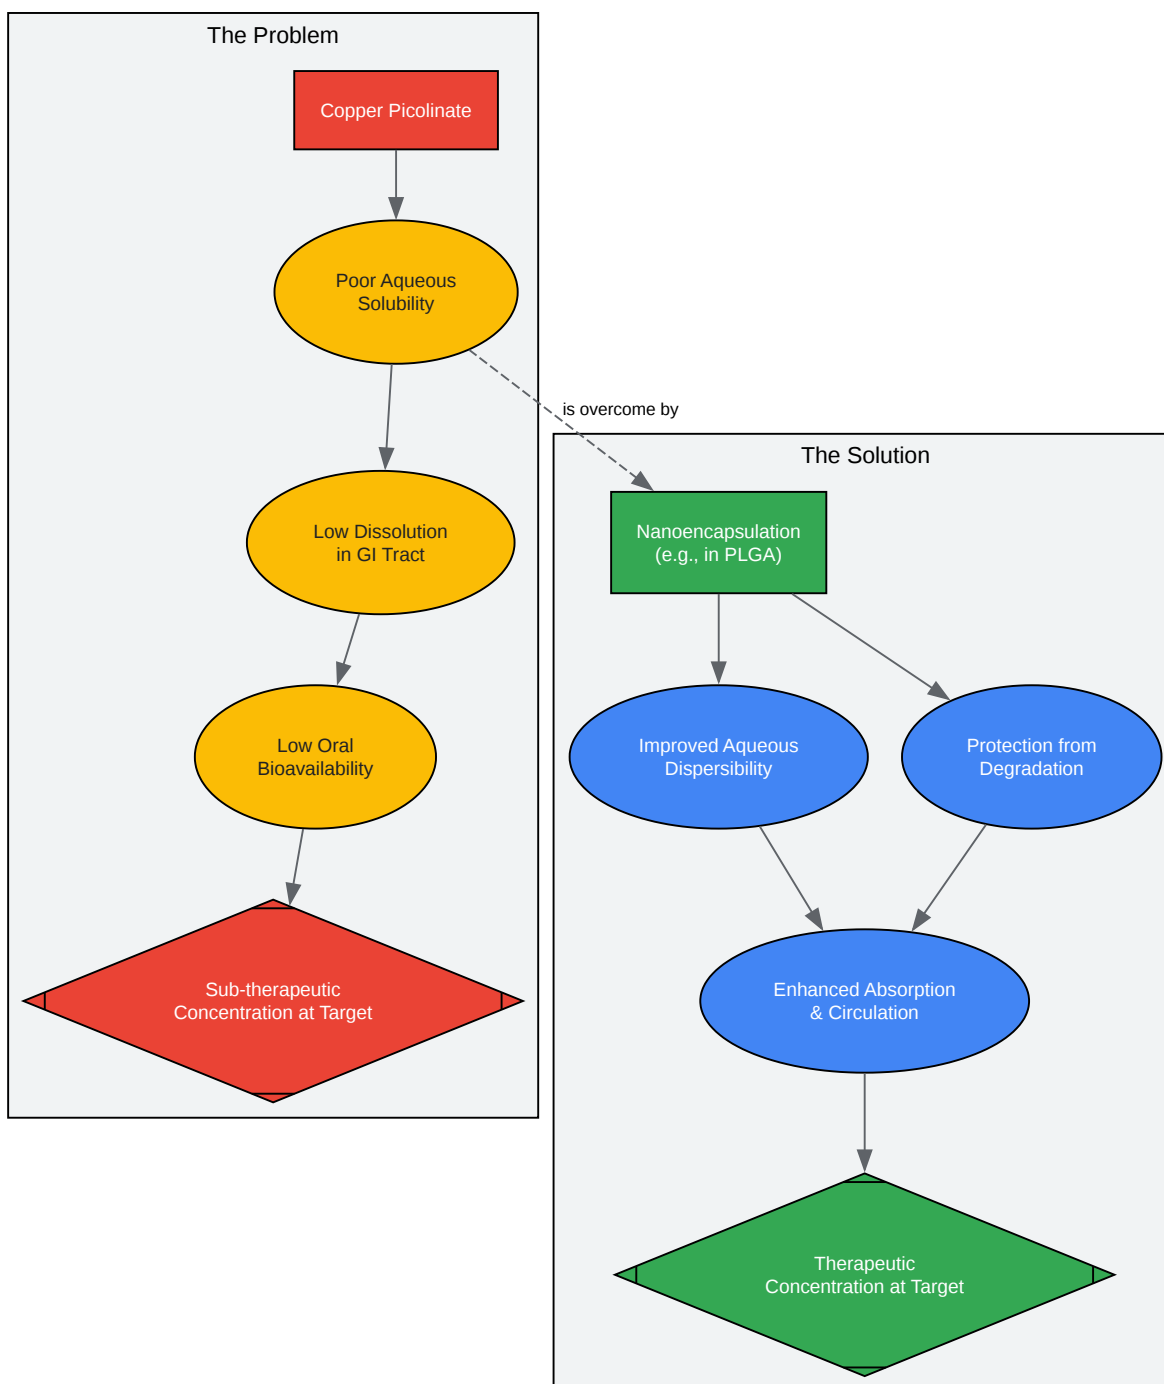 The Problem
Copper Picolinate
Poor Aqueous
Solubility
is overcome by
Low Dissolution
in GI Tract
Low Oral
Bioavailability
Sub-therapeutic
Concentration at Target
The Solution
Nanoencapsulation
(e.g., in PLGA)
Improved Aqueous
Dispersibility
Protection from
Degradation
Enhanced Absorption
& Circulation
Therapeutic
Concentration at Target